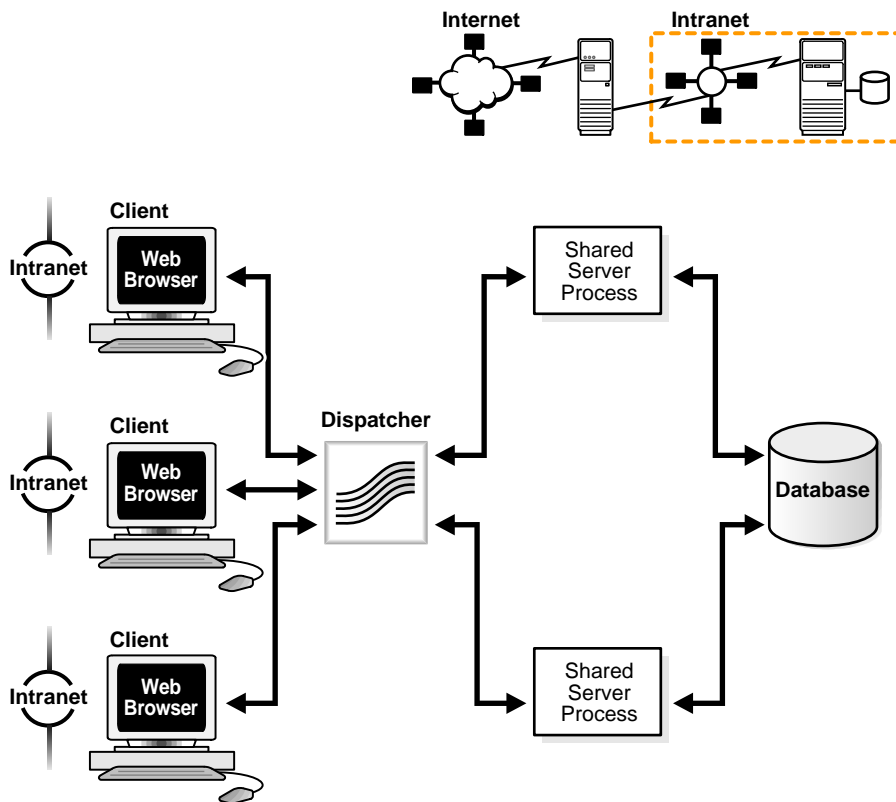 Internet
Intranet
Client
Web
Browser
Intranet
Shared
Server
Process
Client
Web
Browser
Intranet
Dispatcher
Database
Client
Web
Browser
Intranet
Shared
Server
Process